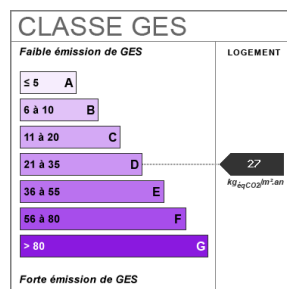 CLASSE GES
Faible émission de GES
LOGEMENT
≤ 5 A
6 à 10 B
11 à 20 C
21 à 35 D
27
kgéqCO2/m².an
36 à 55 E
56 à 80 F
> 80 G
Forte émission de GES